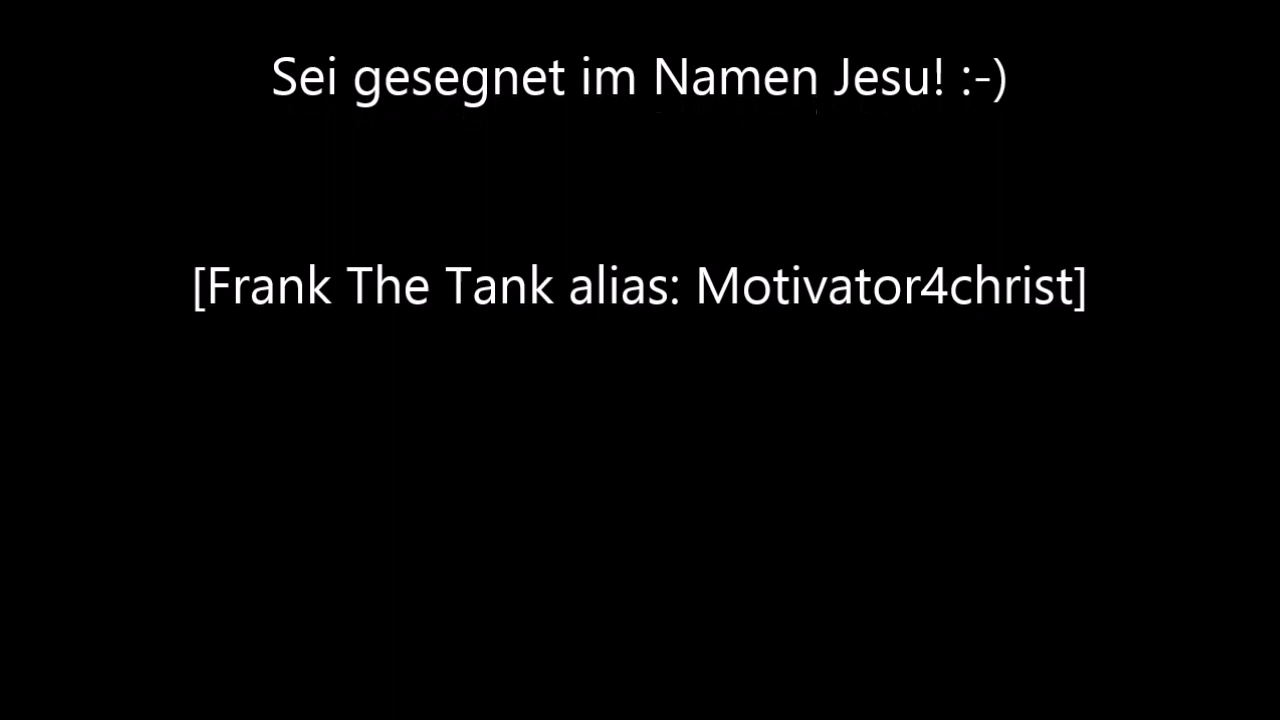 Sei gesegnet im Namen Jesu! :-)
[Frank The Tank alias: Motivator4christ]